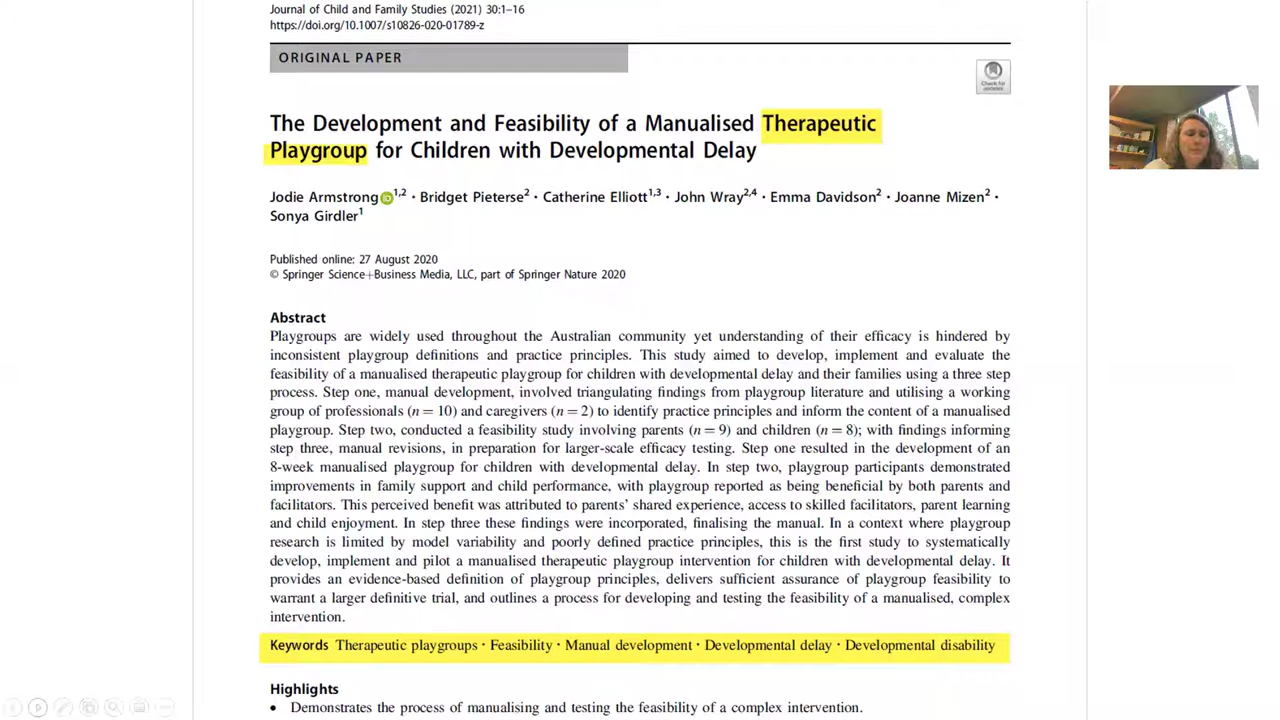 Journal of Child and Family Studies (2021) 30:1–16
https://doi.org/10.1007/s10826-020-01789-z
ORIGINAL PAPER
Check for
updates
The Development and Feasibility of a Manualised Therapeutic
Playgroup for Children with Developmental Delay
Jodie Armstrong 1,2 · Bridget Pieterse2 · Catherine Elliott1,3 · John Wray2,4 · Emma Davidson2 · Joanne Mizen2 ·
Sonya Girdler1
Published online: 27 August 2020
© Springer Science+Business Media, LLC, part of Springer Nature 2020
Abstract
Playgroups are widely used throughout the Australian community yet understanding of their efficacy is hindered by
inconsistent playgroup definitions and practice principles. This study aimed to develop, implement and evaluate the
feasibility of a manualised therapeutic playgroup for children with developmental delay and their families using a three step
process. Step one, manual development, involved triangulating findings from playgroup literature and utilising a working
group of professionals (n = 10) and caregivers (n = 2) to identify practice principles and inform the content of a manualised
playgroup. Step two, conducted a feasibility study involving parents (n = 9) and children (n = 8); with findings informing
step three, manual revisions, in preparation for larger-scale efficacy testing. Step one resulted in the development of an
8-week manualised playgroup for children with developmental delay. In step two, playgroup participants demonstrated
improvements in family support and child performance, with playgroup reported as being beneficial by both parents and
facilitators. This perceived benefit was attributed to parents' shared experience, access to skilled facilitators, parent learning
and child enjoyment. In step three these findings were incorporated, finalising the manual. In a context where playgroup
research is limited by model variability and poorly defined practice principles, this is the first study to systematically
develop, implement and pilot a manualised therapeutic playgroup intervention for children with developmental delay. It
provides an evidence-based definition of playgroup principles, delivers sufficient assurance of playgroup feasibility to
warrant a larger definitive trial, and outlines a process for developing and testing the feasibility of a manualised, complex
intervention.
Keywords Therapeutic playgroups · Feasibility · Manual development · Developmental delay · Developmental disability
Highlights
• Demonstrates the process of manualising and testing the feasibility of a complex intervention.